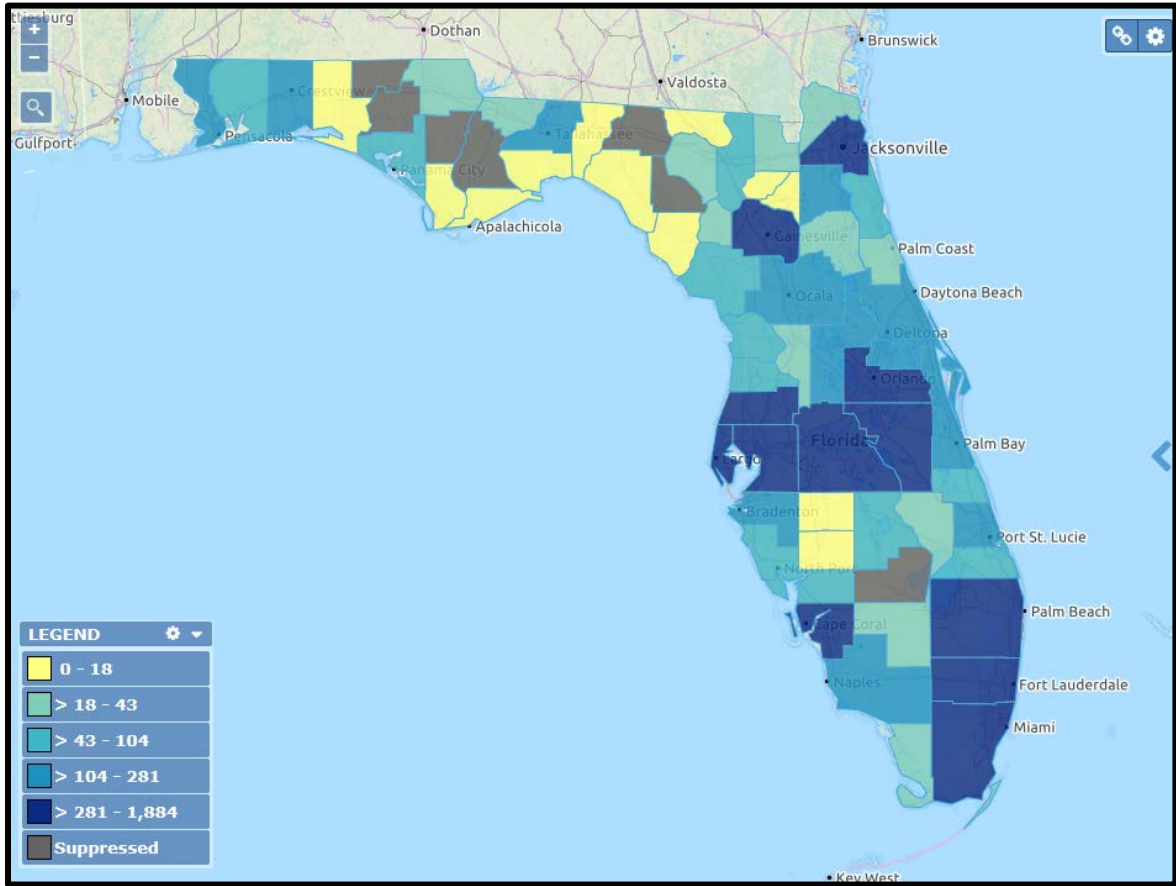 ttiesburg
+
−
Dothan
Brunswick
Valdosta
Mobile
Crestview
Gulfport
Pensacola
Tallahassee
Jacksonville
Panama City
Apalachicola
Gainesville
Palm Coast
Ocala
Daytona Beach
Deltona
Orlando
Florida
Palm Bay
Largo
Bradenton
Port St. Lucie
North Port
Palm Beach
Cape Coral
Naples
Fort Lauderdale
Miami
Key West
LEGEND
0 - 18
> 18 - 43
> 43 - 104
> 104 - 281
> 281 - 1,884
Suppressed